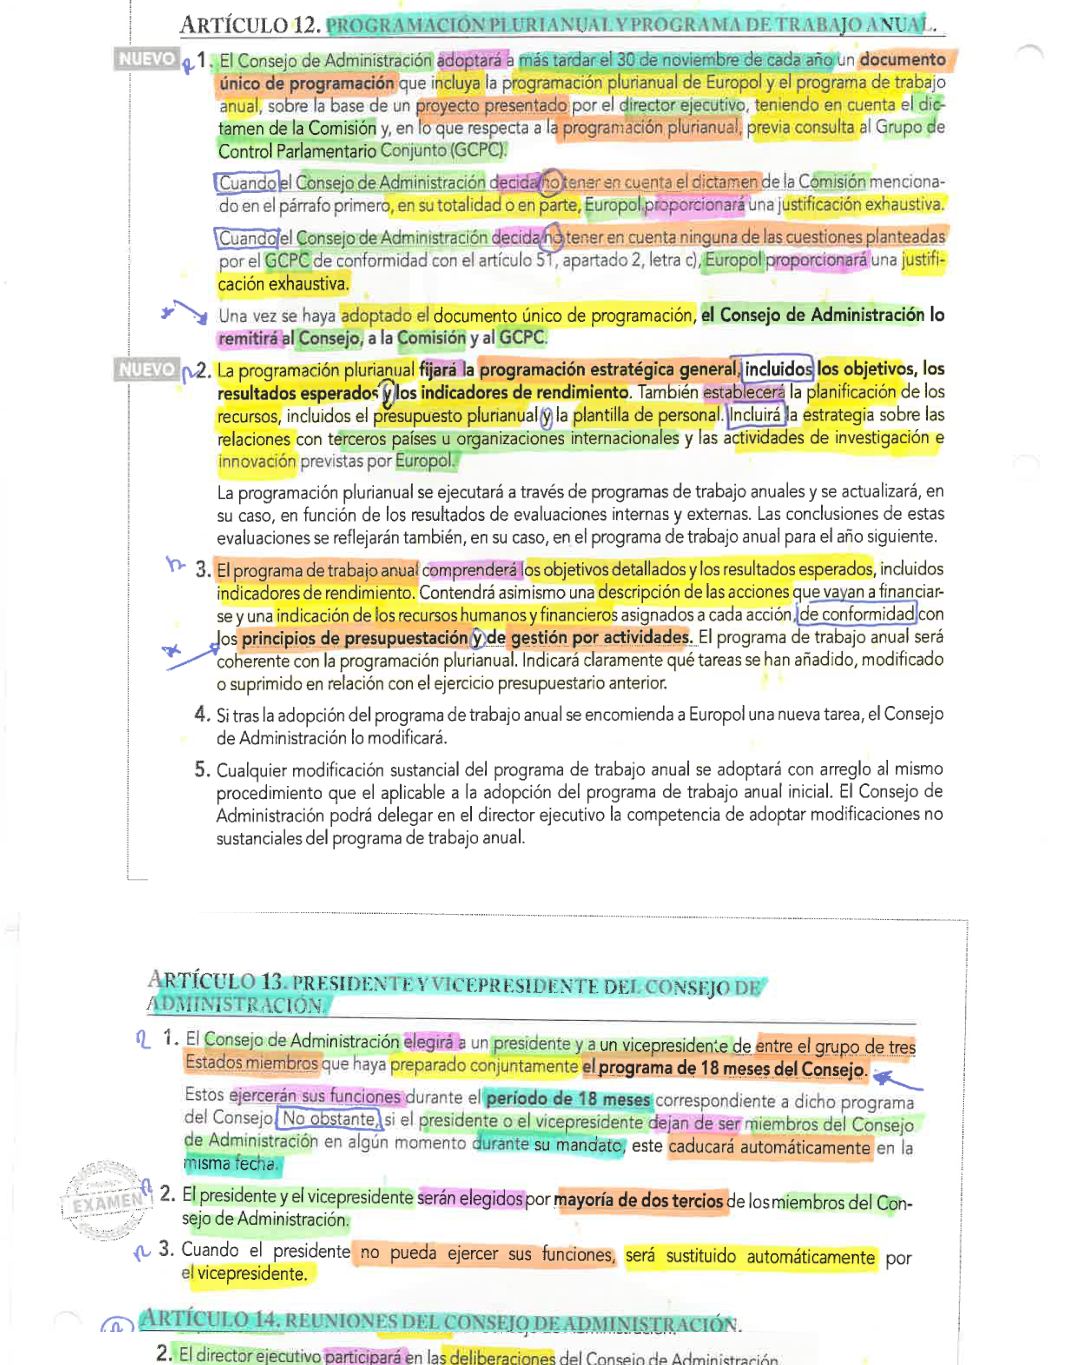 ARTÍCULO 12. PROGRAMACIÓN PLURIANUAL Y PROGRAMA DE TRABAJO ANUAL.
NUEVO 1. El Consejo de Administración adoptará a más tardar el 30 de noviembre de cada año un documento
único de programación que incluya la programación plurianual de Europol y el programa de trabajo
anual, sobre la base de un proyecto presentado por el director ejecutivo, teniendo en cuenta el dic-
tamen de la Comisión y, en lo que respecta a la programación plurianual, previa consulta al Grupo de
Control Parlamentario Conjunto (GCPC).
Cuando el Consejo de Administración decida no tener en cuenta el dictamen de la Comisión menciona-
do en el párrafo primero, en su totalidad o en parte, Europol proporcionará una justificación exhaustiva.
Cuando el Consejo de Administración decida no tener en cuenta ninguna de las cuestiones planteadas
por el GCPC de conformidad con el artículo 51, apartado 2, letra c), Europol proporcionará una justifi-
cación exhaustiva.
Una vez se haya adoptado el documento único de programación, el Consejo de Administración lo
remitirá al Consejo, a la Comisión y al GCPC.
NUEVO 2. La programación plurianual fijará la programación estratégica general, incluidos los objetivos, los
resultados esperados y los indicadores de rendimiento. También establecerá la planificación de los
recursos, incluidos el presupuesto plurianual y la plantilla de personal. Incluirá la estrategia sobre las
relaciones con terceros países u organizaciones internacionales y las actividades de investigación e
innovación previstas por Europol.
La programación plurianual se ejecutará a través de programas de trabajo anuales y se actualizará, en
su caso, en función de los resultados de evaluaciones internas y externas. Las conclusiones de estas
evaluaciones se reflejarán también, en su caso, en el programa de trabajo anual para el año siguiente.
3. El programa de trabajo anual comprenderá los objetivos detallados y los resultados esperados, incluidos
indicadores de rendimiento. Contendrá asimismo una descripción de las acciones que vayan a financiar-
se y una indicación de los recursos humanos y financieros asignados a cada acción, de conformidad con
los principios de presupuestación y de gestión por actividades. El programa de trabajo anual será
coherente con la programación plurianual. Indicará claramente qué tareas se han añadido, modificado
o suprimido en relación con el ejercicio presupuestario anterior.
4. Si tras la adopción del programa de trabajo anual se encomienda a Europol una nueva tarea, el Consejo
de Administración lo modificará.
5. Cualquier modificación sustancial del programa de trabajo anual se adoptará con arreglo al mismo
procedimiento que el aplicable a la adopción del programa de trabajo anual inicial. El Consejo de
Administración podrá delegar en el director ejecutivo la competencia de adoptar modificaciones no
sustanciales del programa de trabajo anual.
ARTÍCULO 13. PRESIDENTE Y VICEPRESIDENTE DEL CONSEJO DE
ADMINISTRACIÓN.
1. El Consejo de Administración elegirá a un presidente y a un vicepresidente de entre el grupo de tres
Estados miembros que haya preparado conjuntamente el programa de 18 meses del Consejo.
Estos ejercerán sus funciones durante el período de 18 meses correspondiente a dicho programa
del Consejo. No obstante, si el presidente o el vicepresidente dejan de ser miembros del Consejo
de Administración en algún momento durante su mandato, este caducará automáticamente en la
misma fecha.
EXAMEN 2. El presidente y el vicepresidente serán elegidos por mayoría de dos tercios de los miembros del Con-
sejo de Administración.
3. Cuando el presidente no pueda ejercer sus funciones, será sustituido automáticamente por
el vicepresidente.
ARTÍCULO 14. REUNIONES DEL CONSEJO DE ADMINISTRACIÓN.
2. El director ejecutivo participará en las deliberaciones del Consejo de Administración.